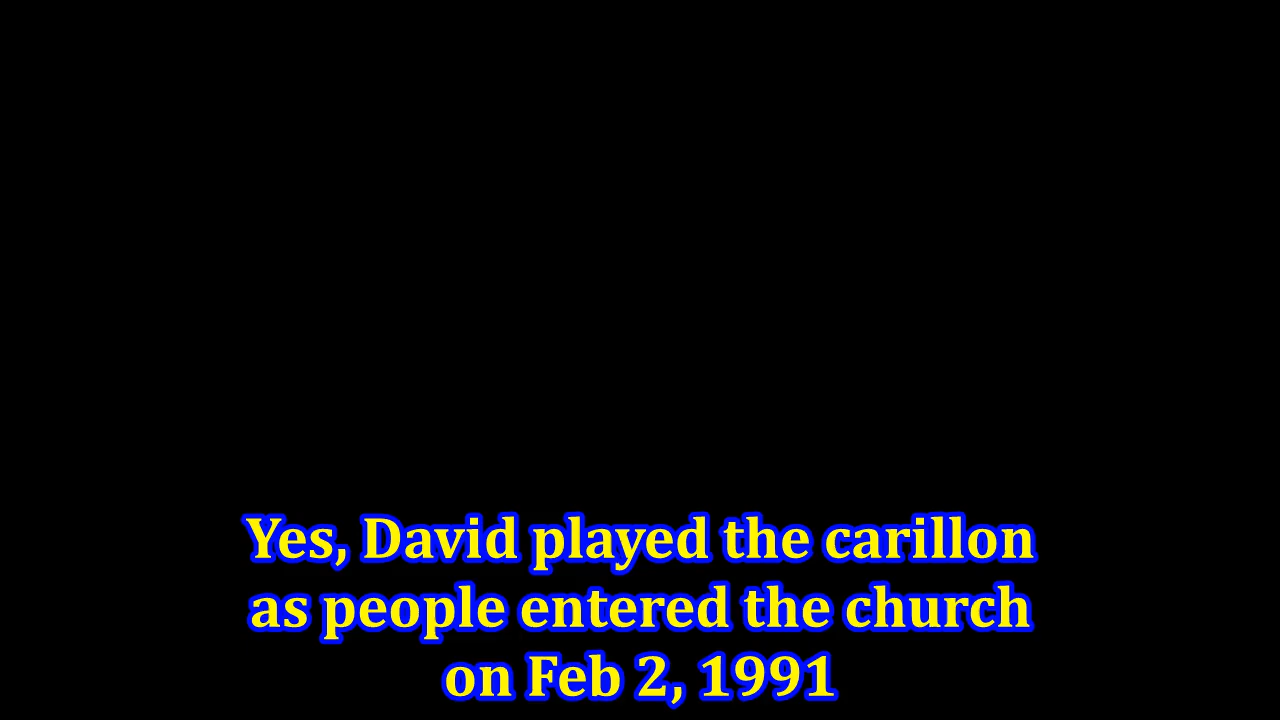 Yes, David played the carillon
as people entered the church
on Feb 2, 1991